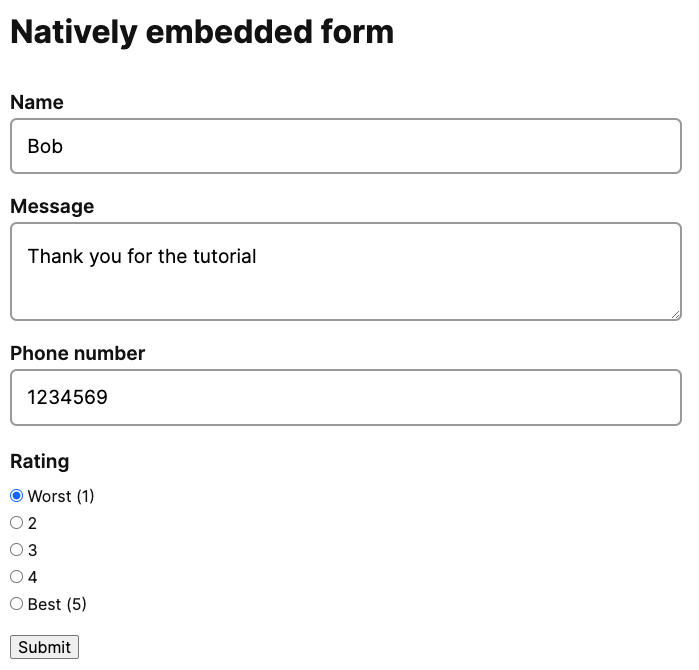 Natively embedded form
Name
Bob
Message
Thank you for the tutorial
Phone number
1234569
Rating
Worst (1)
2
3
4
Best (5)
Submit